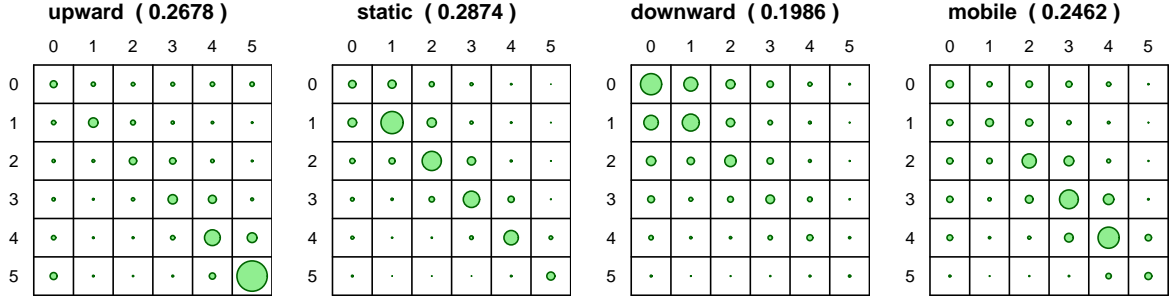 upward ( 0.2678 ) static ( 0.2874 ) downward ( 0.1986 ) mobile ( 0.2462 )
0 1 2 3 4 5 0 1 2 3 4 5 0 1 2 3 4 5 0 1 2 3 4 5
0 0 0 0
1 1 1 1
2 2 2 2
3 3 3 3
4 4 4 4
5 5 5 5